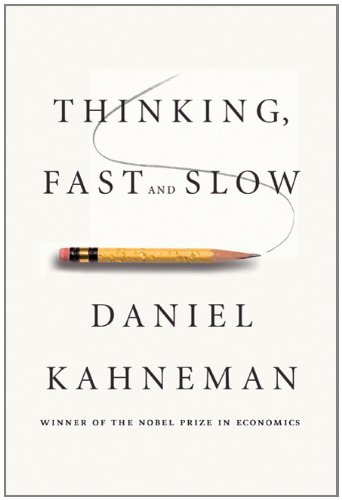 THINKING,
FAST AND SLOW
DANIEL
KAHNEMAN
WINNER OF THE NOBEL PRIZE IN ECONOMICS